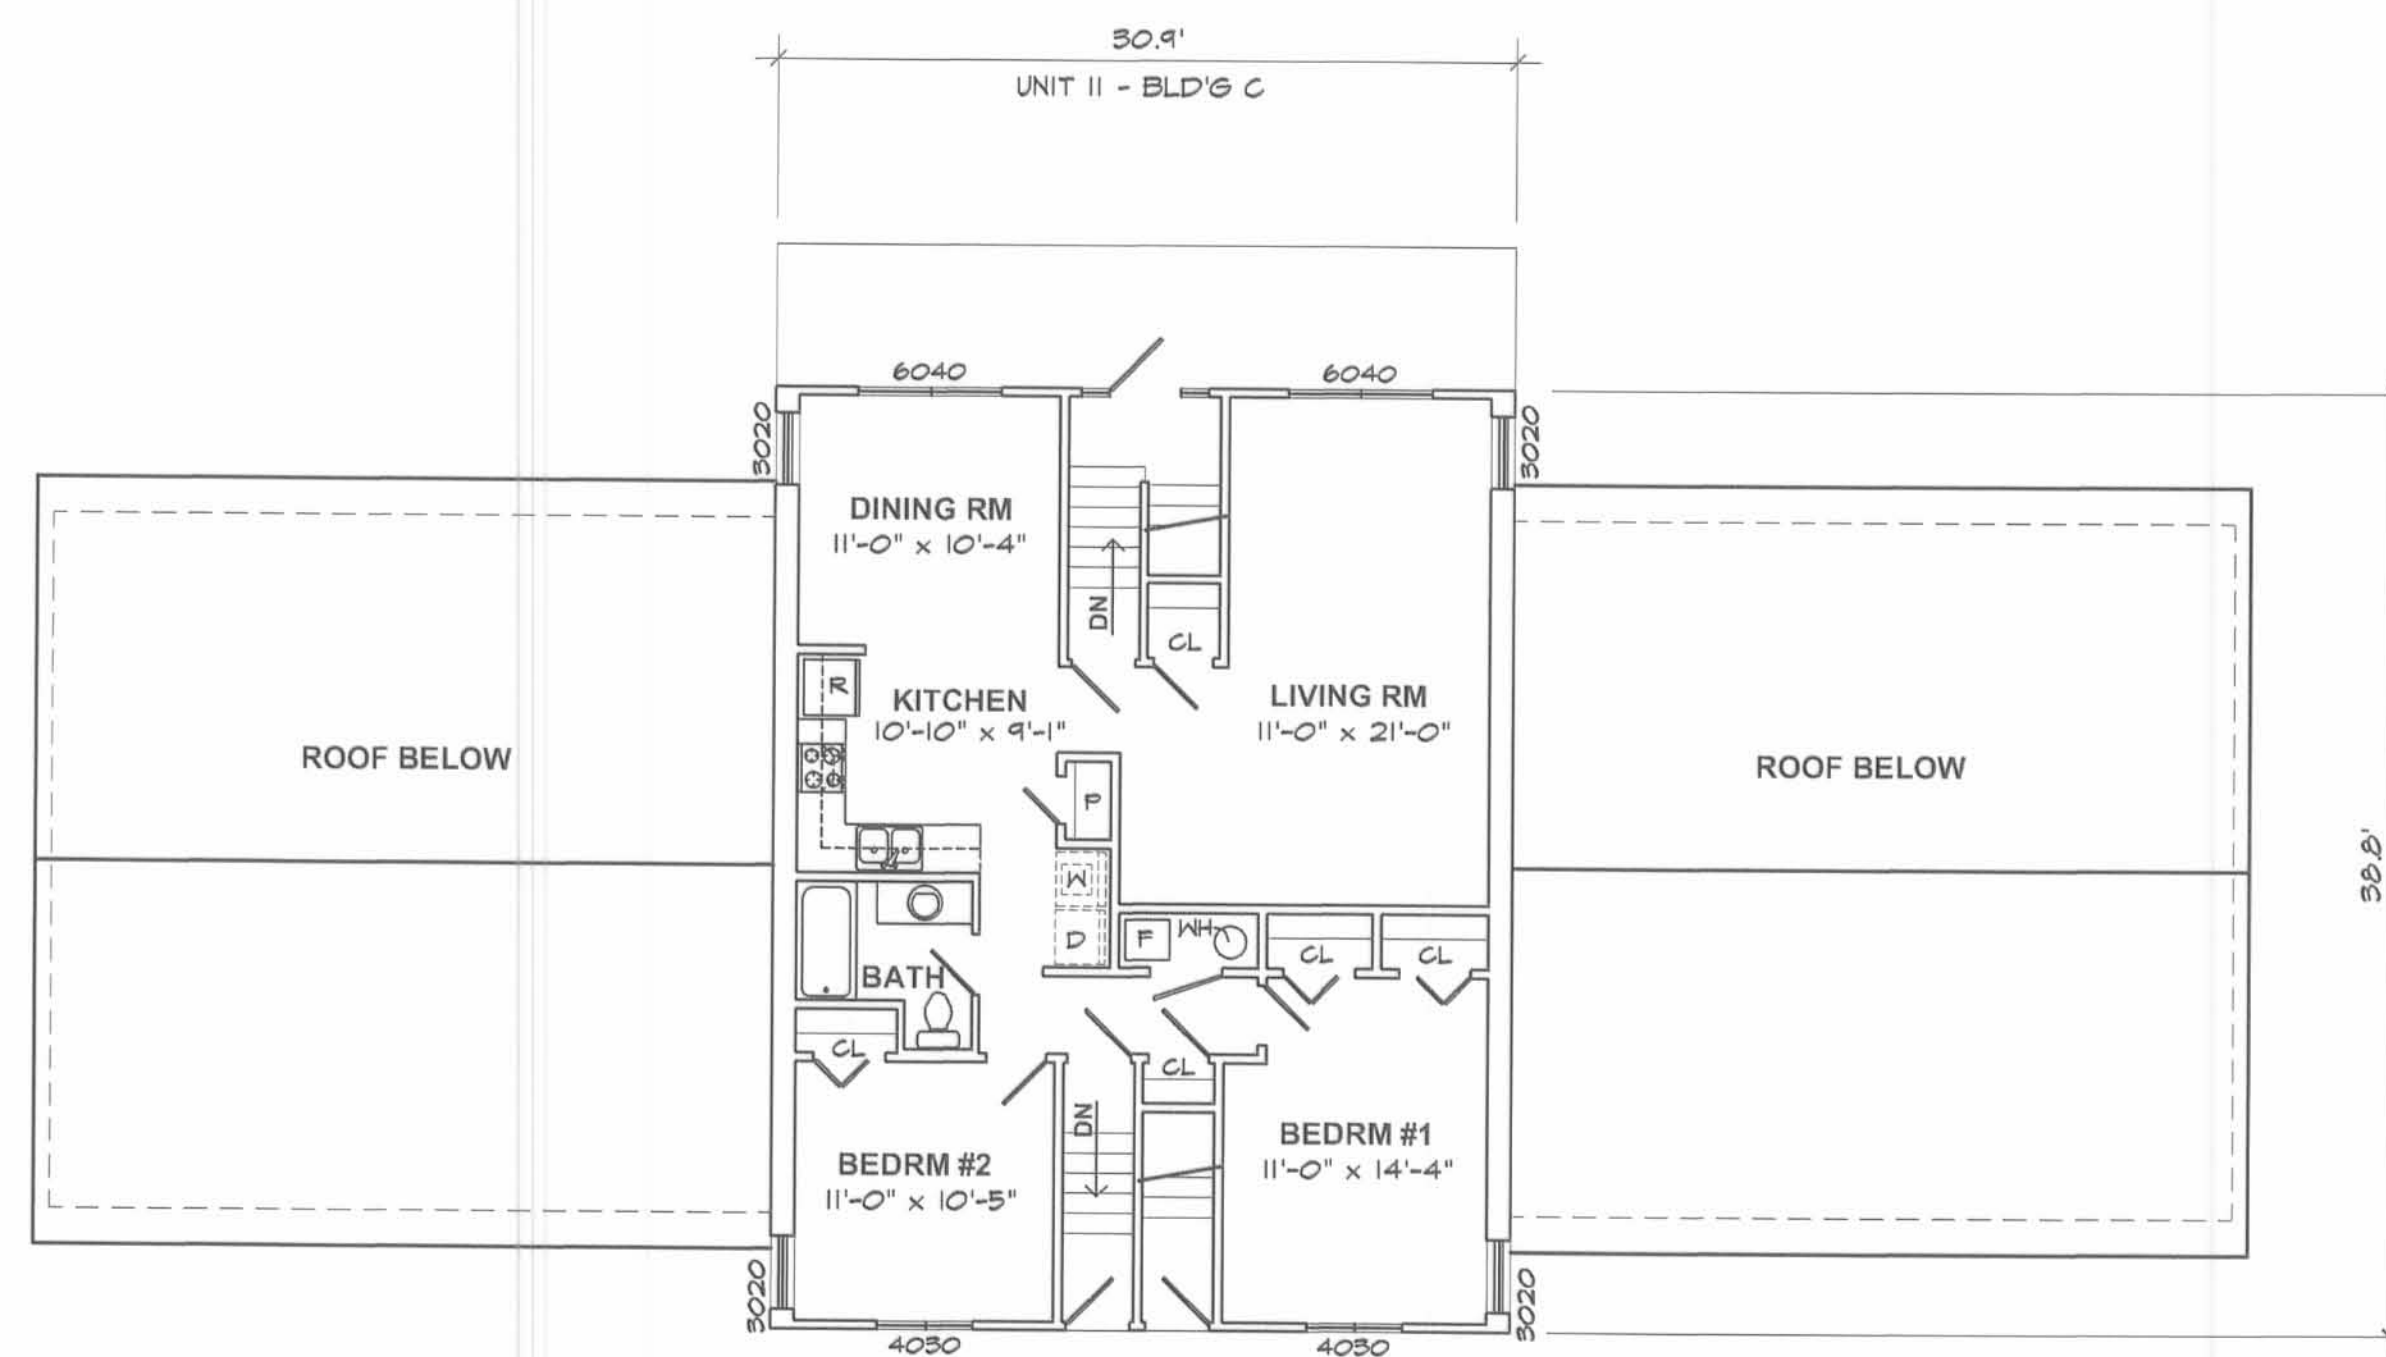 30.9'
UNIT 11 - BLD'G C
6040
6040
3020
3020
DINING RM
11'-0" x 10'-4"
DN
CL
R
KITCHEN
10'-10" x 9'-1"
LIVING RM
11'-0" x 21'-0"
ROOF BELOW
ROOF BELOW
P
38.8'
W
D
F
WH
CL
CL
BATH
CL
CL
DN
BEDRM #1
11'-0" x 14'-4"
BEDRM #2
11'-0" x 10'-5"
3020
3020
4030
4030